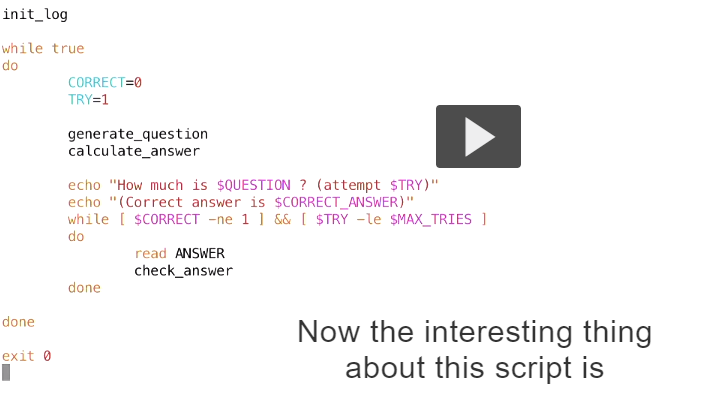 init_log
while true
do
CORRECT=0
TRY=1
generate_question
calculate_answer
echo "How much is $QUESTION ? (attempt $TRY)"
echo "(Correct answer is $CORRECT_ANSWER)"
while [ $CORRECT -ne 1 ] && [ $TRY -le $MAX_TRIES ]
do
read ANSWER
check_answer
done
done
exit 0
Now the interesting thing
about this script is